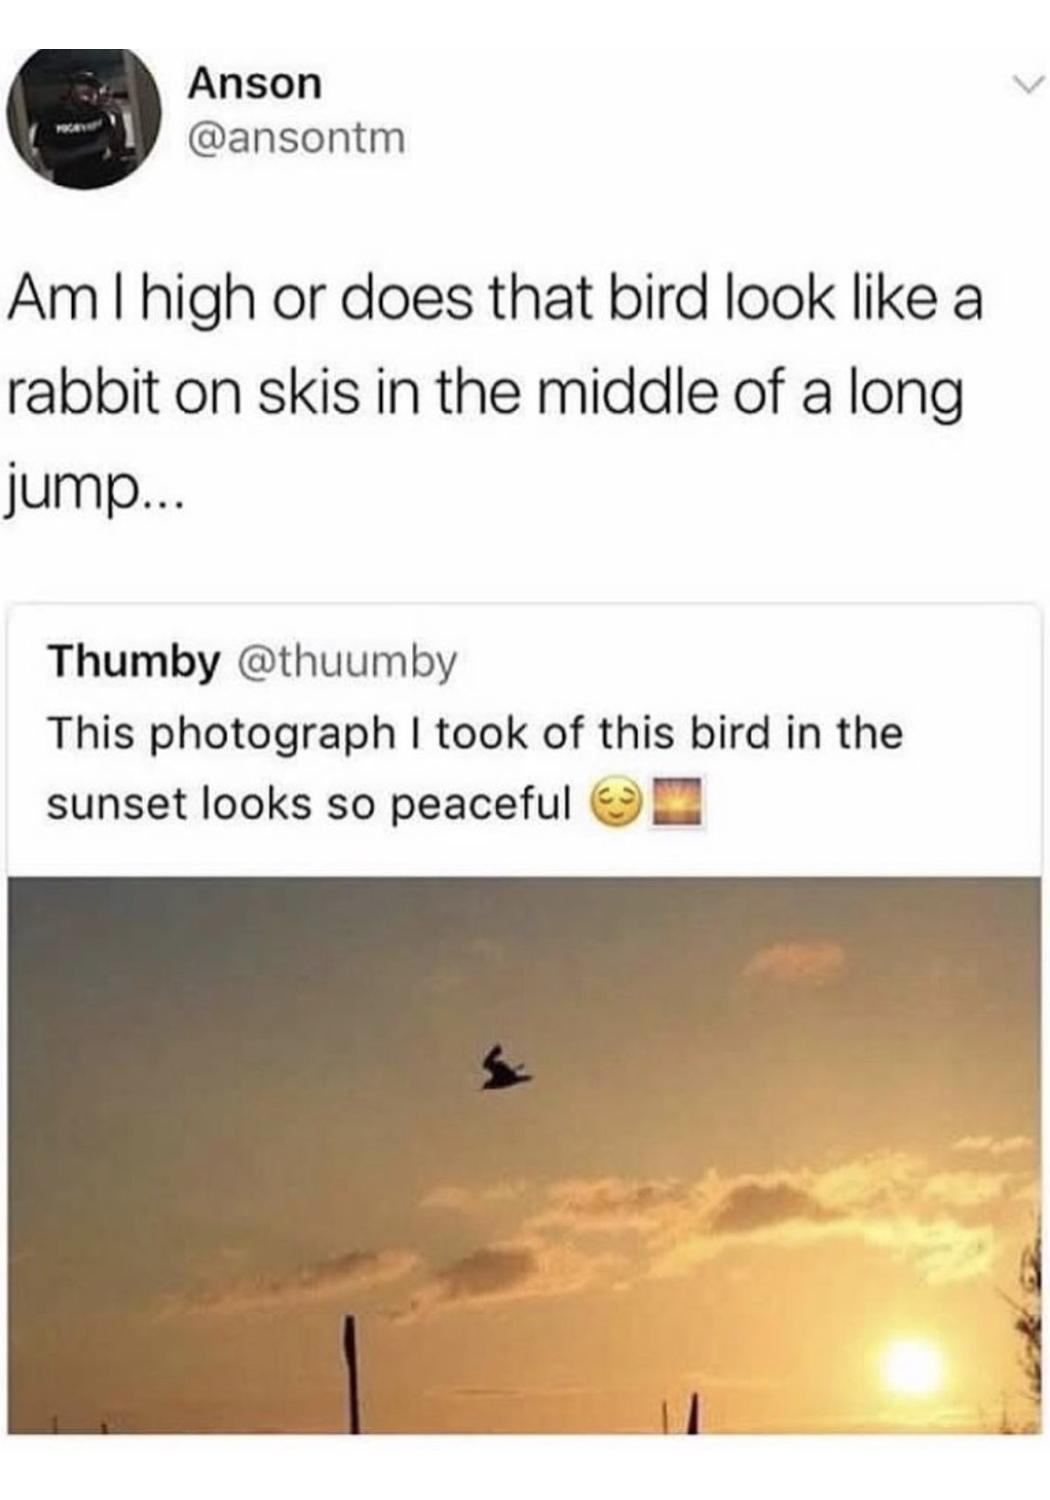 Anson
@ansontm
Am I high or does that bird look like a
rabbit on skis in the middle of a long
jump...
Thumby @thuumby
This photograph I took of this bird in the
sunset looks so peaceful 😌🌅